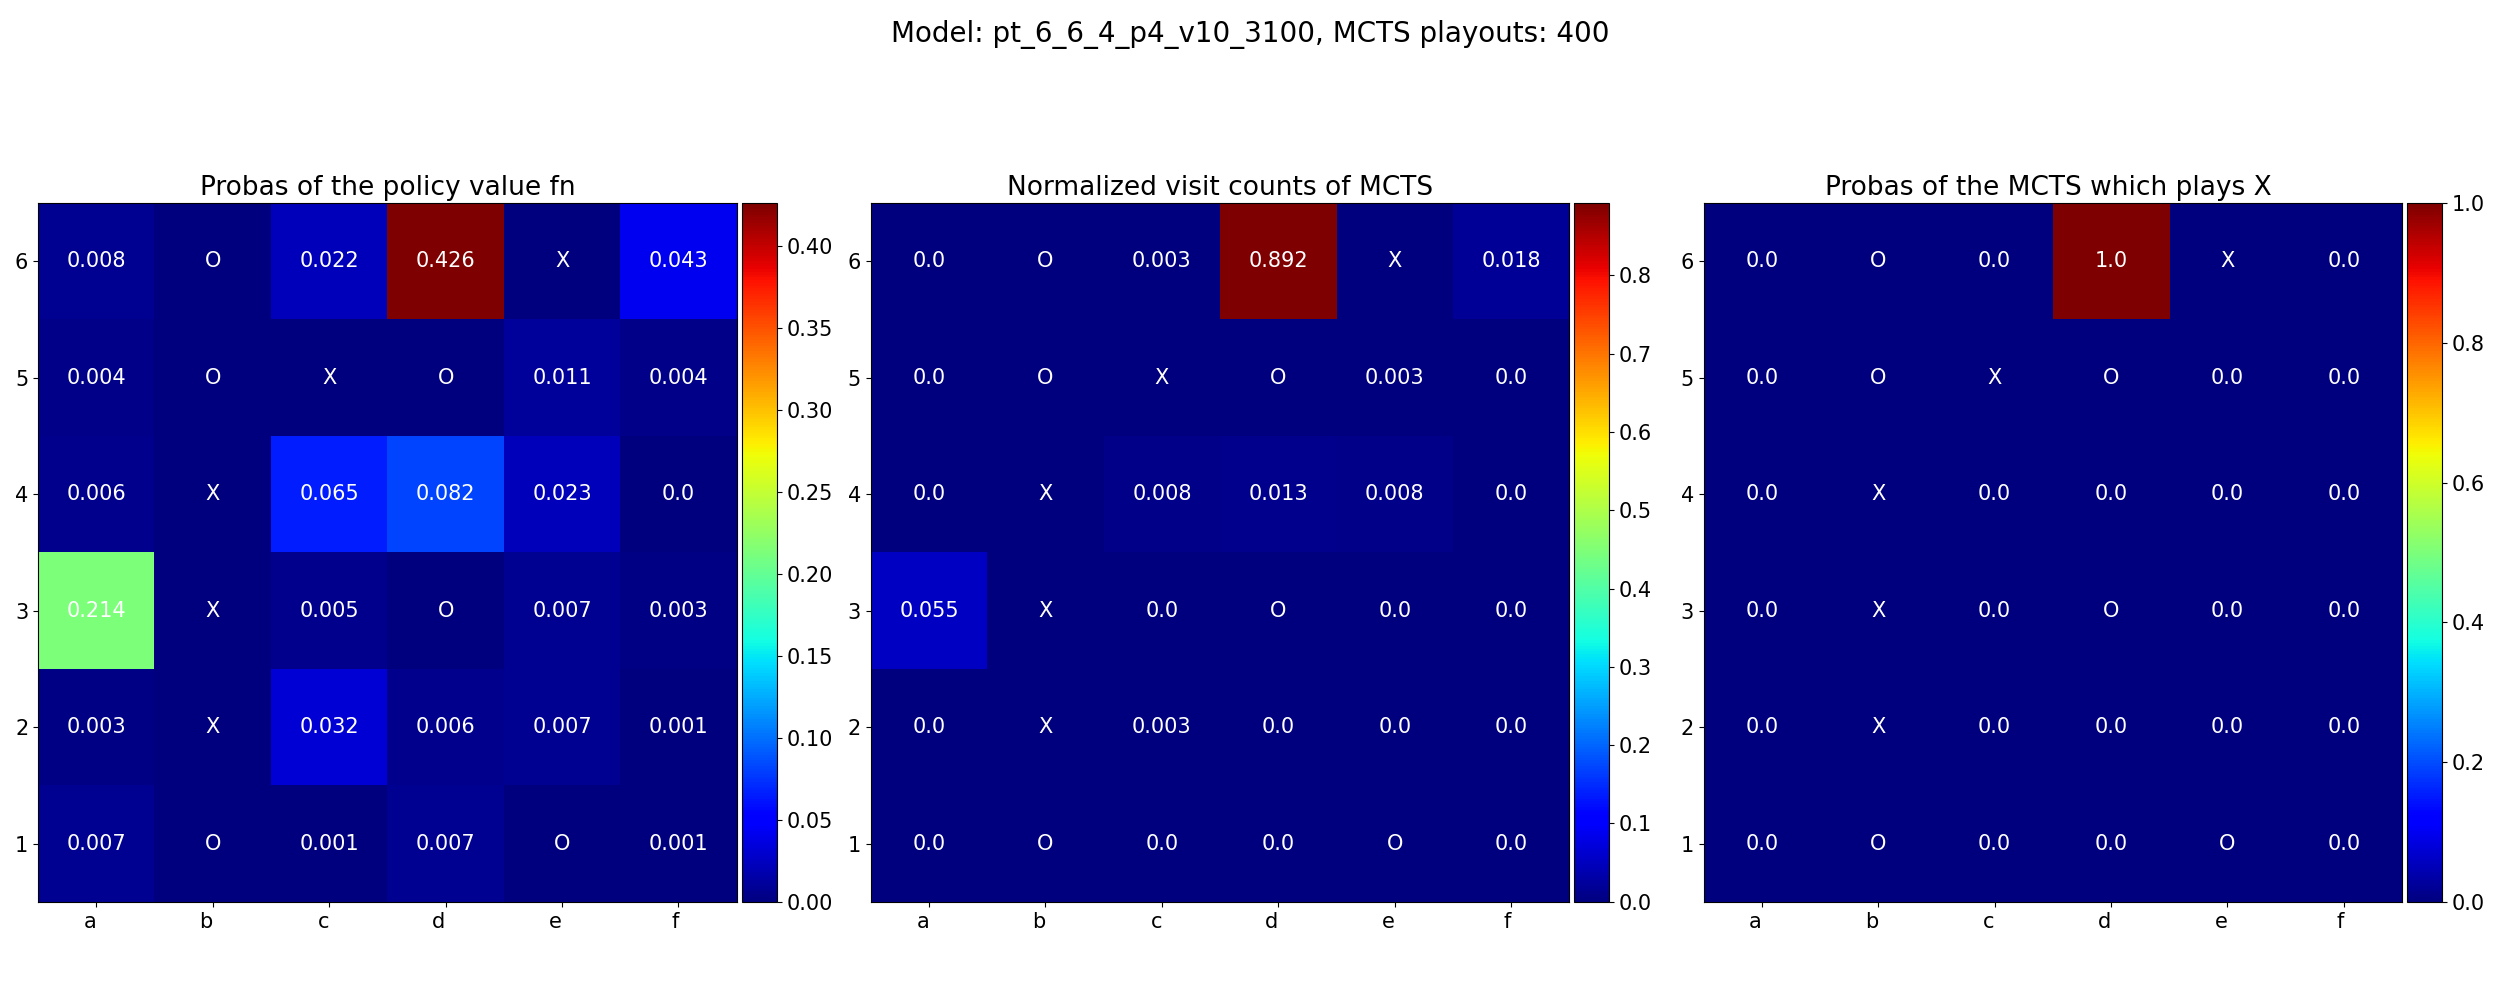 Model: pt_6_6_4_p4_v10_3100, MCTS playouts: 400
Probas of the policy value fn
6 0.008 O 0.022 0.426 X 0.043
5 0.004 O X O 0.011 0.004
4 0.006 X 0.065 0.082 0.023 0.0
3 0.214 X 0.005 O 0.007 0.003
2 0.003 X 0.032 0.006 0.007 0.001
1 0.007 O 0.001 0.007 O 0.001
a b c d e f
0.40
0.35
0.30
0.25
0.20
0.15
0.10
0.05
0.00
Normalized visit counts of MCTS
6 0.0 O 0.003 0.892 X 0.018
5 0.0 O X O 0.003 0.0
4 0.0 X 0.008 0.013 0.008 0.0
3 0.055 X 0.0 O 0.0 0.0
2 0.0 X 0.003 0.0 0.0 0.0
1 0.0 O 0.0 0.0 O 0.0
a b c d e f
0.8
0.7
0.6
0.5
0.4
0.3
0.2
0.1
0.0
Probas of the MCTS which plays X
6 0.0 O 0.0 1.0 X 0.0
5 0.0 O X O 0.0 0.0
4 0.0 X 0.0 0.0 0.0 0.0
3 0.0 X 0.0 O 0.0 0.0
2 0.0 X 0.0 0.0 0.0 0.0
1 0.0 O 0.0 0.0 O 0.0
a b c d e f
1.0
0.8
0.6
0.4
0.2
0.0